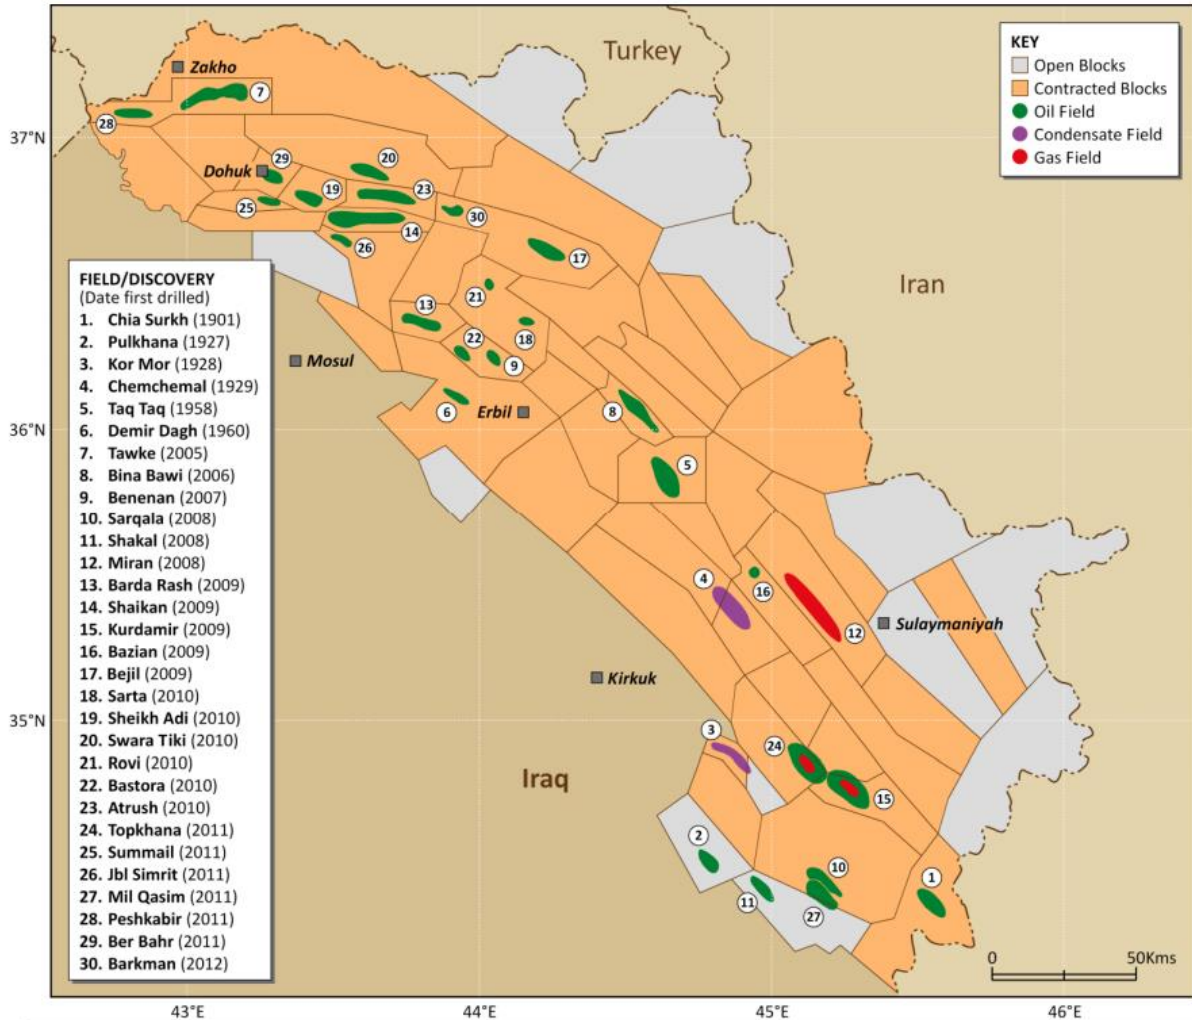 Turkey
Iran
Iraq
Zakho
Dohuk
Mosul
Erbil
Kirkuk
Sulaymaniyah
KEY
Open Blocks
Contracted Blocks
Oil Field
Condensate Field
Gas Field
FIELD/DISCOVERY
(Date first drilled)
1. Chia Surkh (1901)
2. Pulkhana (1927)
3. Kor Mor (1928)
4. Chemchemal (1929)
5. Taq Taq (1958)
6. Demir Dagh (1960)
7. Tawke (2005)
8. Bina Bawi (2006)
9. Benenan (2007)
10. Sarqala (2008)
11. Shakal (2008)
12. Miran (2008)
13. Barda Rash (2009)
14. Shaikan (2009)
15. Kurdamir (2009)
16. Bazian (2009)
17. Bejil (2009)
18. Sarta (2010)
19. Sheikh Adi (2010)
20. Swara Tiki (2010)
21. Rovi (2010)
22. Bastora (2010)
23. Atrush (2010)
24. Topkhana (2011)
25. Summail (2011)
26. Jbl Simrit (2011)
27. Mil Qasim (2011)
28. Peshkabir (2011)
29. Ber Bahr (2011)
30. Barkman (2012)
7
28
29
20
19
23
25
30
14
26
17
21
13
18
22
9
6
8
5
4
16
12
3
24
15
2
10
1
11
27
37°N
36°N
35°N
43°E
44°E
45°E
46°E
0
50Kms